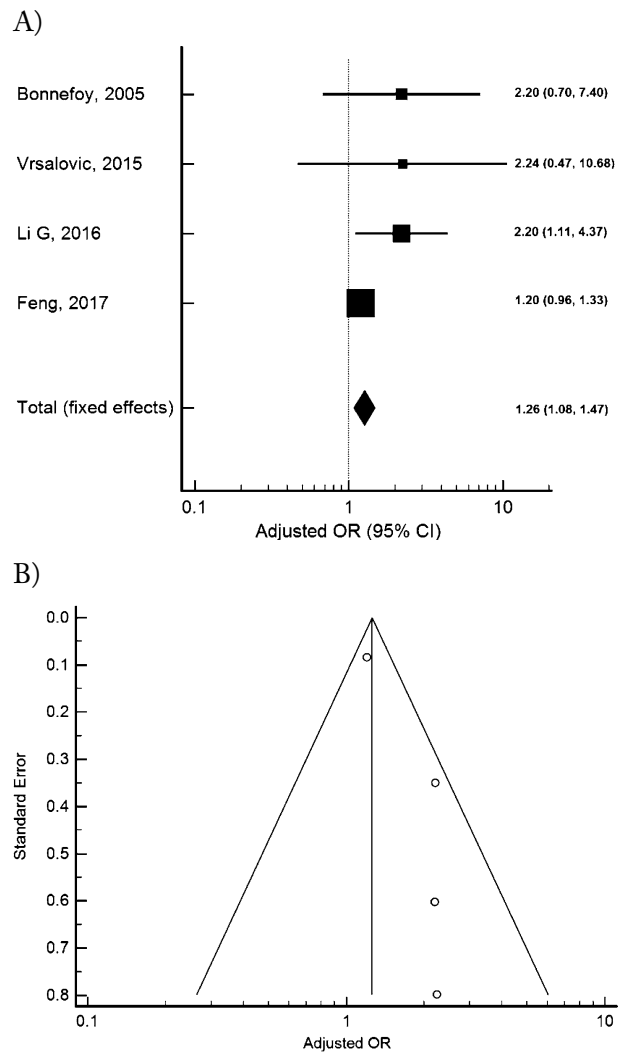 A)
Bonnefoy, 2005 2.20 (0.70, 7.40)
Vrsalovic, 2015 2.24 (0.47, 10.68)
Li G, 2016 2.20 (1.11, 4.37)
Feng, 2017 1.20 (0.96, 1.33)
Total (fixed effects) 1.26 (1.08, 1.47)
0.1 1 10
Adjusted OR (95% CI)
B)
0.0
0.1
0.2
0.3
0.4
0.5
0.6
0.7
0.8
Standard Error
0.1 1 10
Adjusted OR